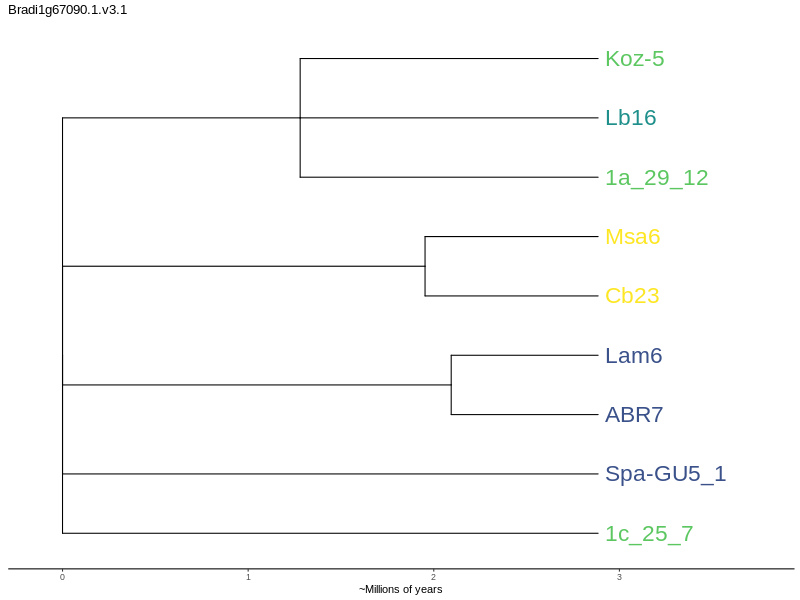 Bradi1g67090.1.v3.1
Koz-5
Lb16
1a_29_12
Msa6
Cb23
Lam6
ABR7
Spa-GU5_1
1c_25_7
0 1 2 3
~Millions of years